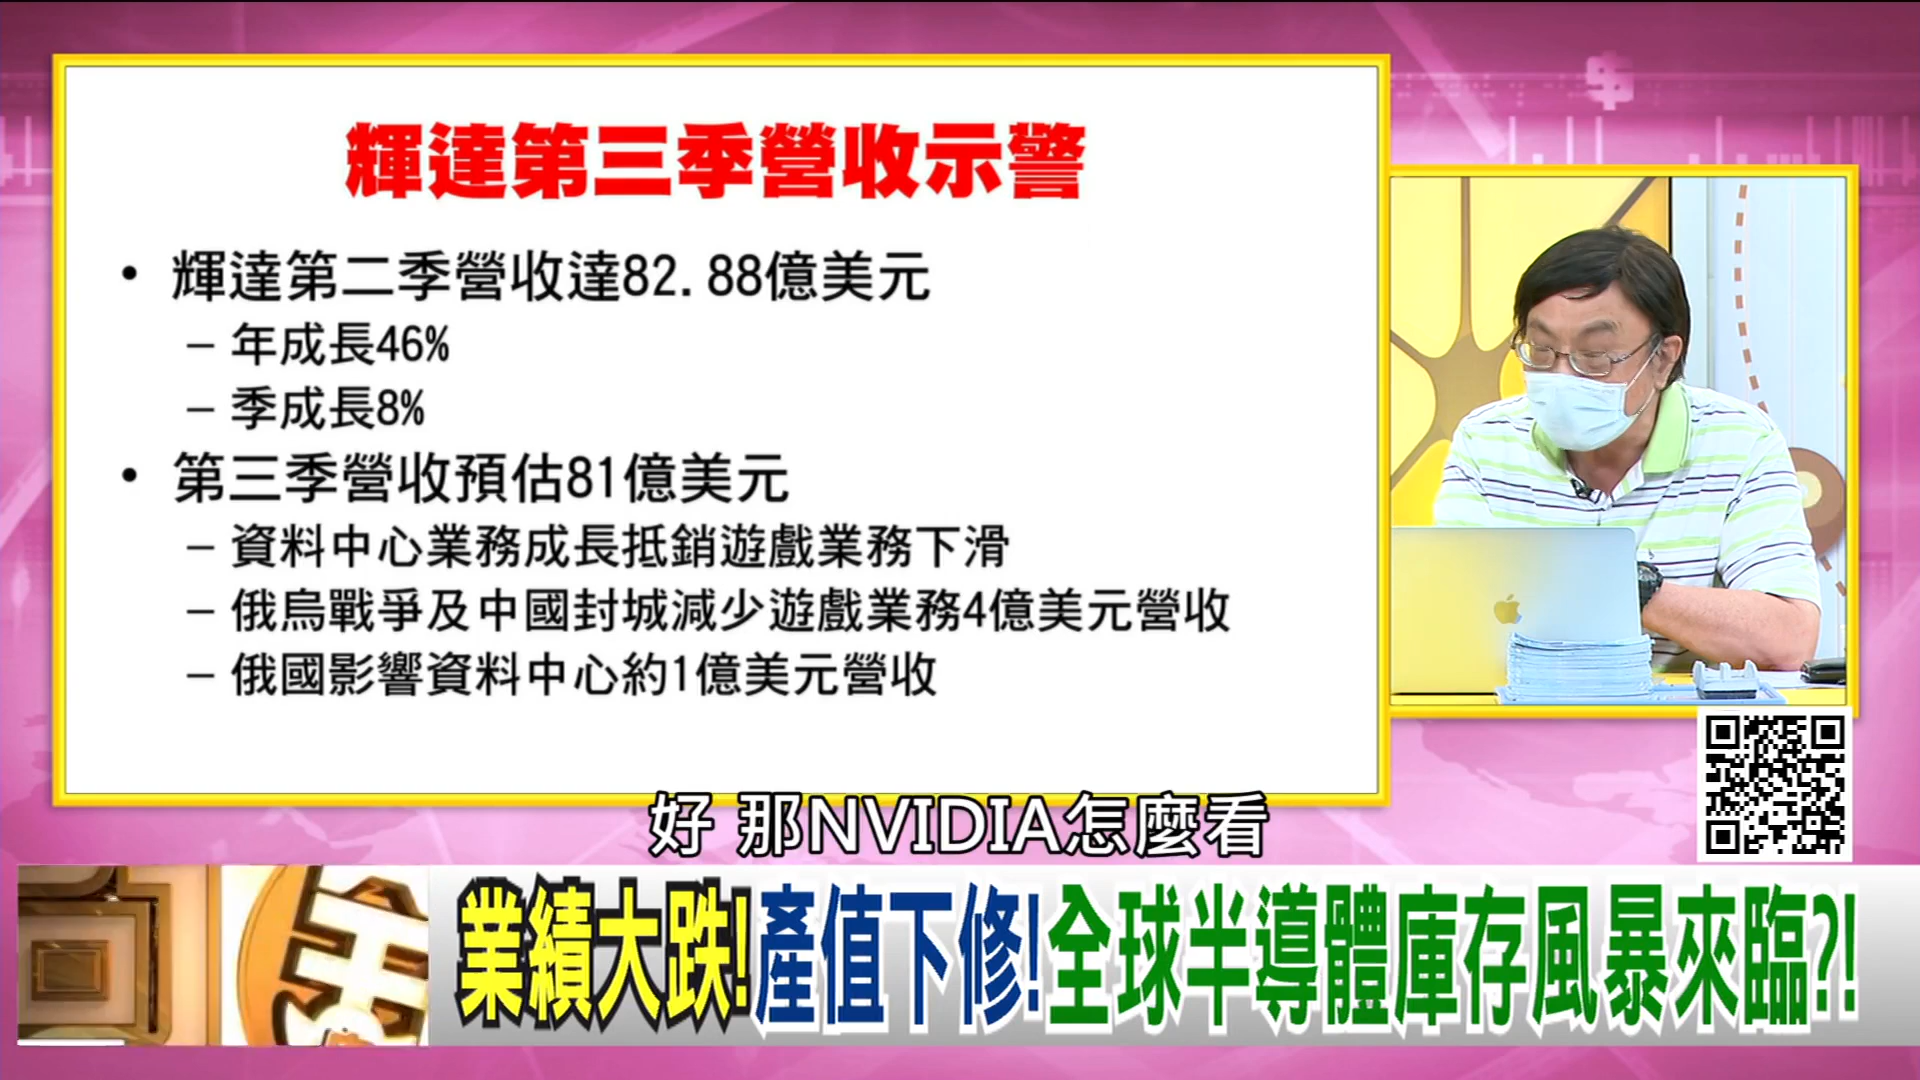 輝達第三季營收示警
• 輝達第二季營收達82.88億美元
– 年成長46%
– 季成長8%
• 第三季營收預估81億美元
– 資料中心業務成長抵銷遊戲業務下滑
– 俄烏戰爭及中國封城減少遊戲業務4億美元營收
– 俄國影響資料中心約1億美元營收
好 那NVIDIA怎麼看
業績大跌!產值下修!全球半導體庫存風暴來臨?!